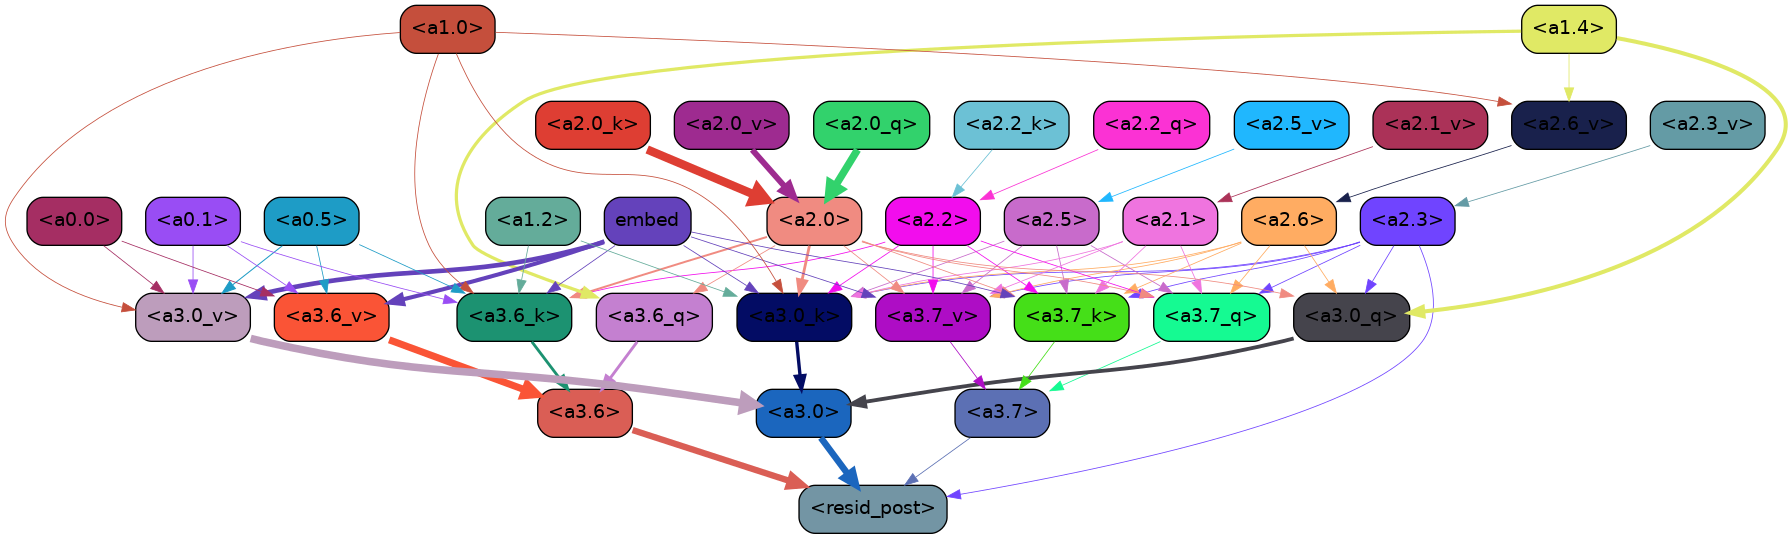 <a1.0>
<a1.4>
<a2.0_k>
<a2.0_v>
<a2.0_q>
<a2.2_k>
<a2.2_q>
<a2.5_v>
<a2.1_v>
<a2.6_v>
<a2.3_v>
<a0.0>
<a0.1>
<a0.5>
<a1.2>
embed
<a2.0>
<a2.2>
<a2.5>
<a2.1>
<a2.6>
<a2.3>
<a3.0_v>
<a3.6_v>
<a3.6_k>
<a3.6_q>
<a3.0_k>
<a3.7_v>
<a3.7_k>
<a3.7_q>
<a3.0_q>
<a3.6>
<a3.0>
<a3.7>
<resid_post>